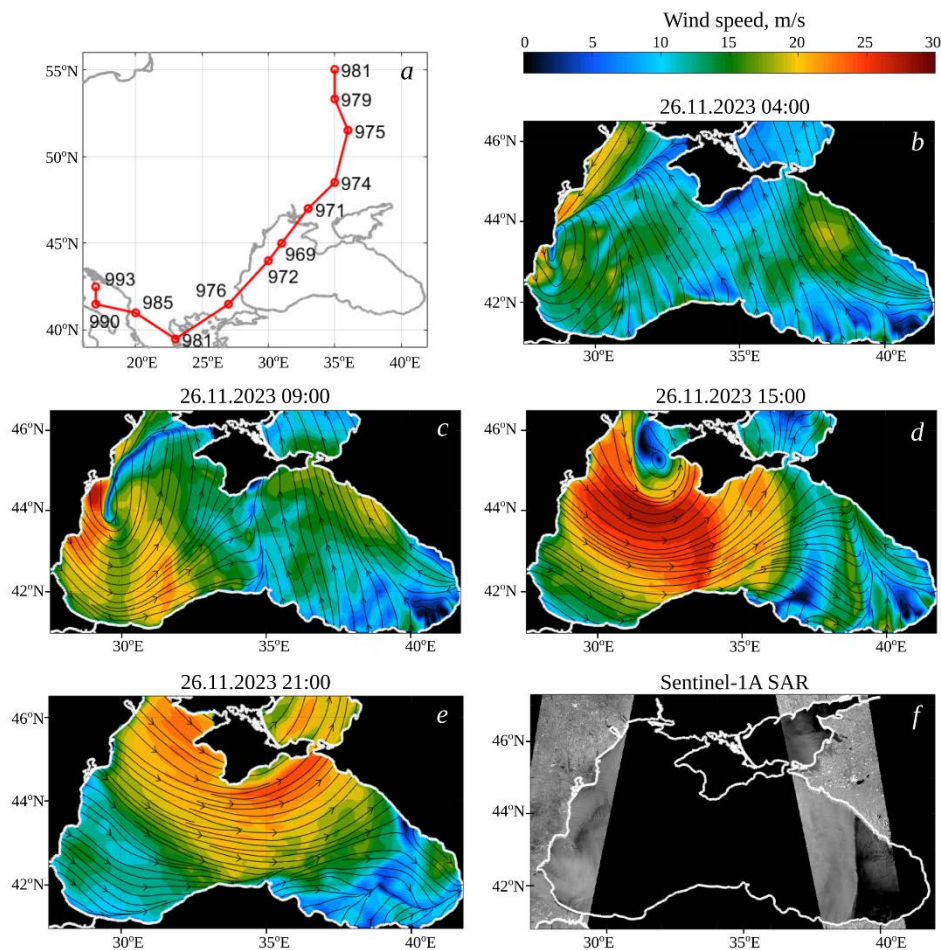 Wind speed, m/s
0 5 10 15 20 25 30
a
55°N
50°N
45°N
40°N
20°E 25°E 30°E 35°E 40°E
981
979
975
974
971
969
972
976
993
985
990
981
26.11.2023 04:00
b
46°N
44°N
42°N
30°E 35°E 40°E
26.11.2023 09:00
c
46°N
44°N
42°N
30°E 35°E 40°E
26.11.2023 15:00
d
46°N
44°N
42°N
30°E 35°E 40°E
26.11.2023 21:00
e
46°N
44°N
42°N
30°E 35°E 40°E
Sentinel-1A SAR
f
46°N
44°N
42°N
30°E 35°E 40°E